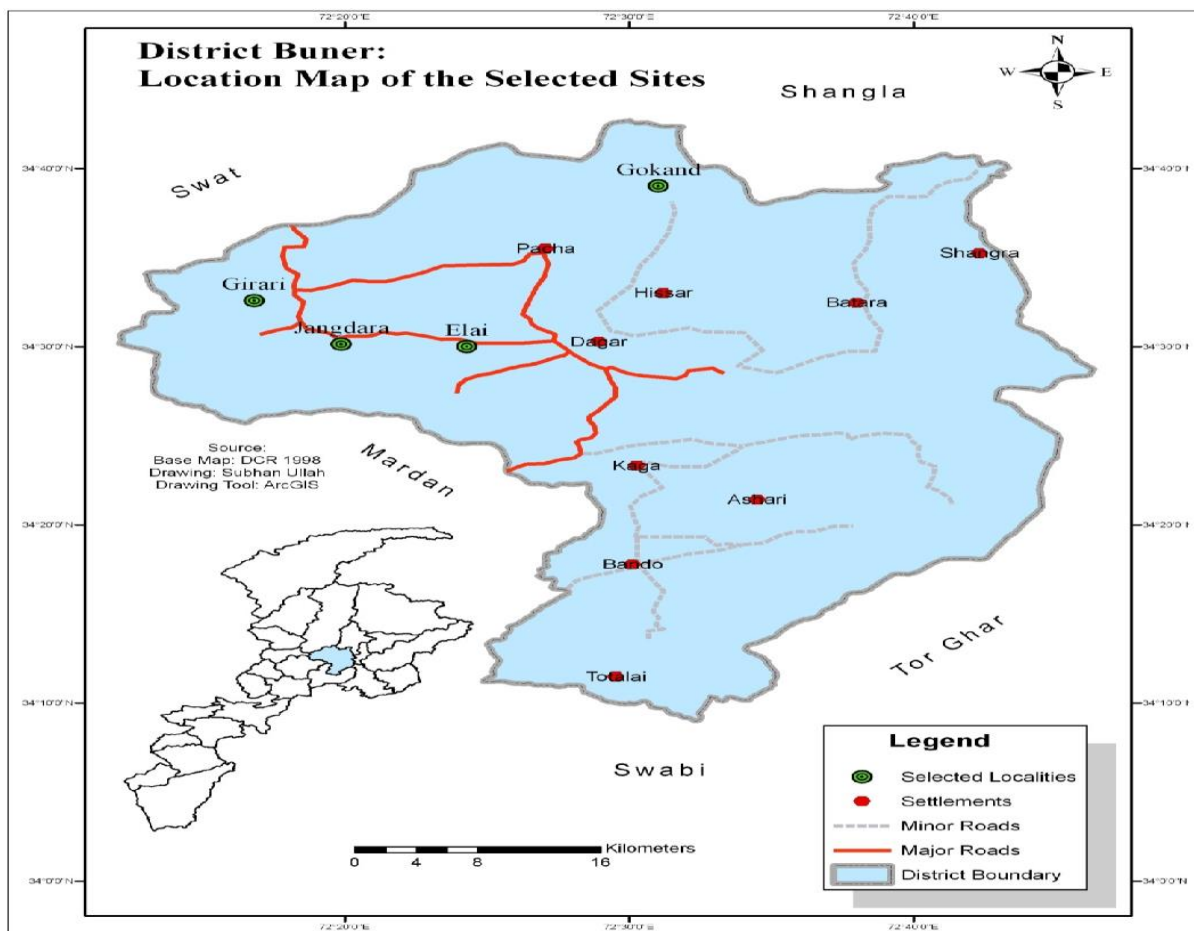 72°20'0"E
72°30'0"E
72°40'0"E
District Buner:
Location Map of the Selected Sites
N
W
E
S
Shangla
34°40'0"N
34°40'0"N
Swat
Gokand
Pacha
Shangra
Girari
Hissar
Batara
Jangdara
Elai
Dagar
34°30'0"N
34°30'0"N
Source:
Base Map: DCR 1998
Drawing: Subhan Ullah
Drawing Tool: ArcGIS
Mardan
Kaga
Ashari
34°20'0"N
34°20'0"N
Bando
Tor Ghar
Totalai
34°10'0"N
34°10'0"N
Swabi
Legend
Selected Localities
Settlements
Minor Roads
Major Roads
District Boundary
Kilometers
0 4 8 16
34°0'0"N
34°0'0"N
72°20'0"E
72°30'0"E
72°40'0"E